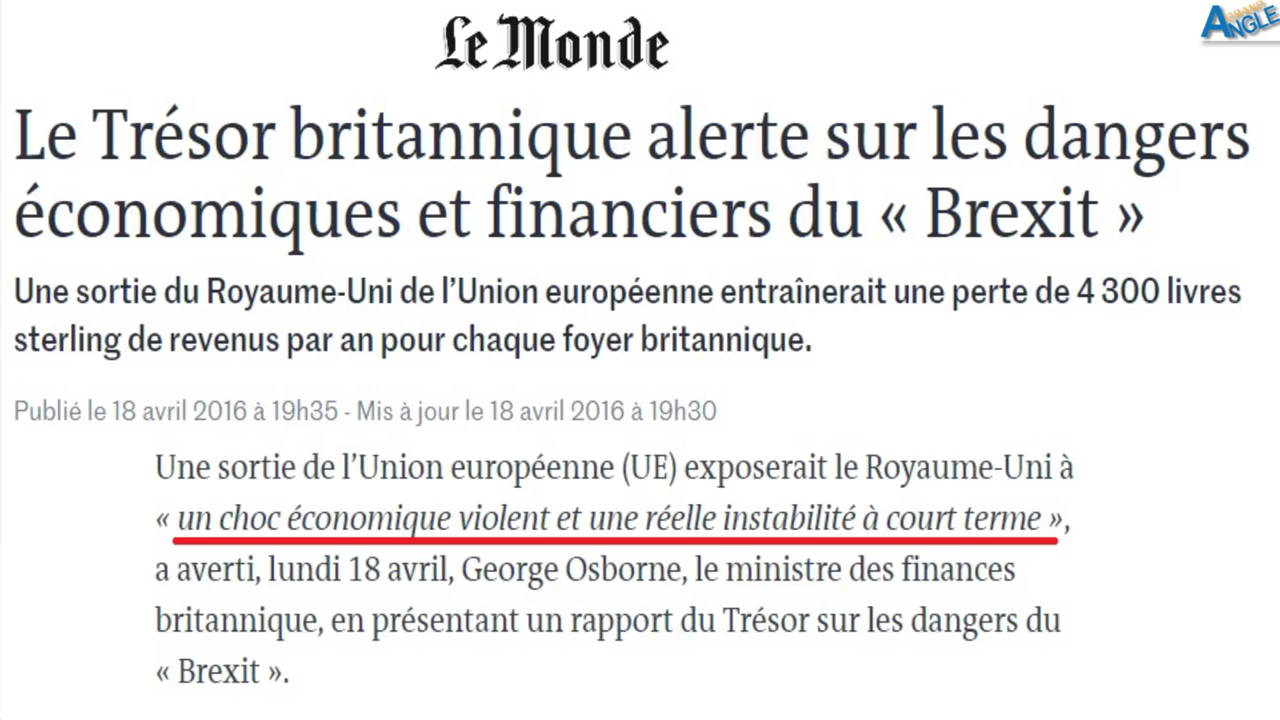 Le Monde
GRAND
ANGLE
Le Trésor britannique alerte sur les dangers
économiques et financiers du « Brexit »
Une sortie du Royaume-Uni de l’Union européenne entraînerait une perte de 4 300 livres
sterling de revenus par an pour chaque foyer britannique.
Publié le 18 avril 2016 à 19h35 - Mis à jour le 18 avril 2016 à 19h30
Une sortie de l’Union européenne (UE) exposerait le Royaume-Uni à
« un choc économique violent et une réelle instabilité à court terme »,
a averti, lundi 18 avril, George Osborne, le ministre des finances
britannique, en présentant un rapport du Trésor sur les dangers du
« Brexit ».